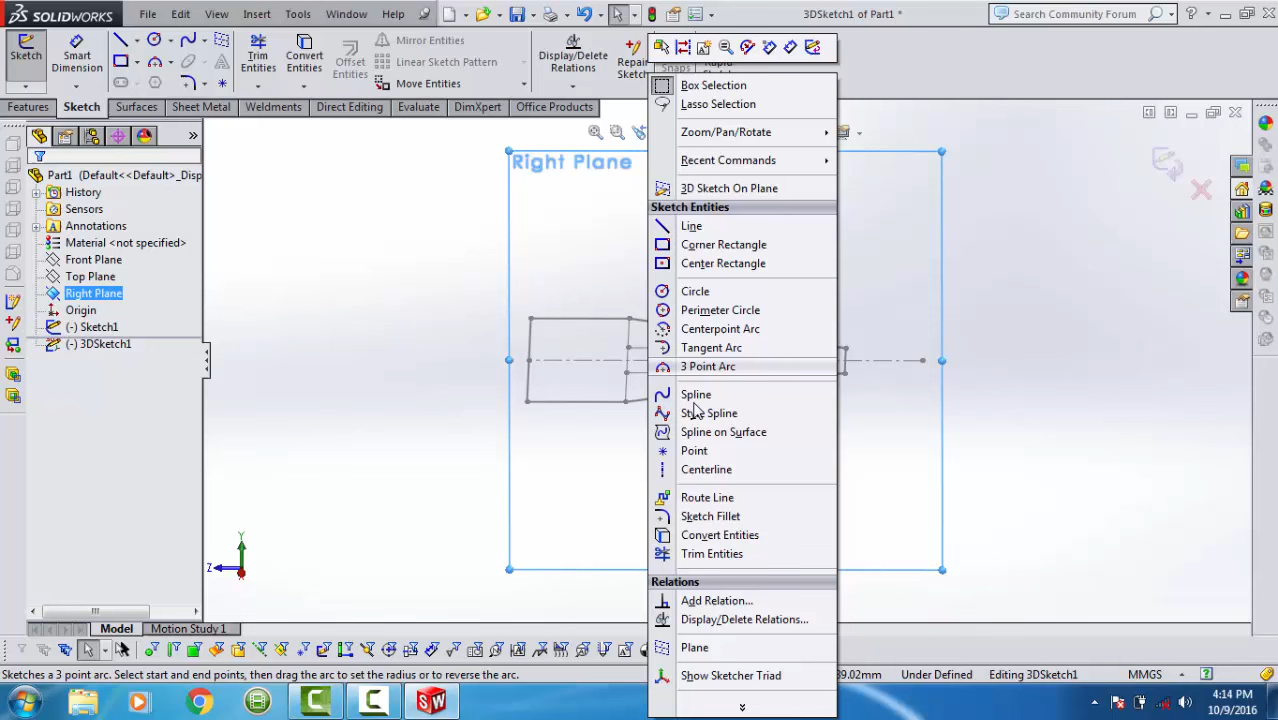 SOLIDWORKS File Edit View Insert Tools Window Help 3DSketch1 of Part1 * Search Community Forum
Sketch Smart Dimension Trim Entities Convert Entities Offset Entities Mirror Entities Linear Sketch Pattern Move Entities Display/Delete Relations Repair Sketch Snaps
Features Sketch Surfaces Sheet Metal Weldments Direct Editing Evaluate DimXpert Office Products
Part1 (Default<<Default>_Disp
History
Sensors
Annotations
Material <not specified>
Front Plane
Top Plane
Right Plane
Origin
(-) Sketch1
(-) 3DSketch1
Right Plane
Box Selection
Lasso Selection
Zoom/Pan/Rotate
Recent Commands
3D Sketch On Plane
Sketch Entities
Line
Corner Rectangle
Center Rectangle
Circle
Perimeter Circle
Centerpoint Arc
Tangent Arc
3 Point Arc
Spline
Style Spline
Spline on Surface
Point
Centerline
Route Line
Sketch Fillet
Convert Entities
Trim Entities
Relations
Add Relation...
Display/Delete Relations...
Plane
Show Sketcher Triad
Y
Z
Model Motion Study 1
Sketches a 3 point arc. Select start and end points, then drag the arc to set the radius or to reverse the arc. 39.02mm Under Defined Editing 3DSketch1 MMGS
4:14 PM
10/9/2016